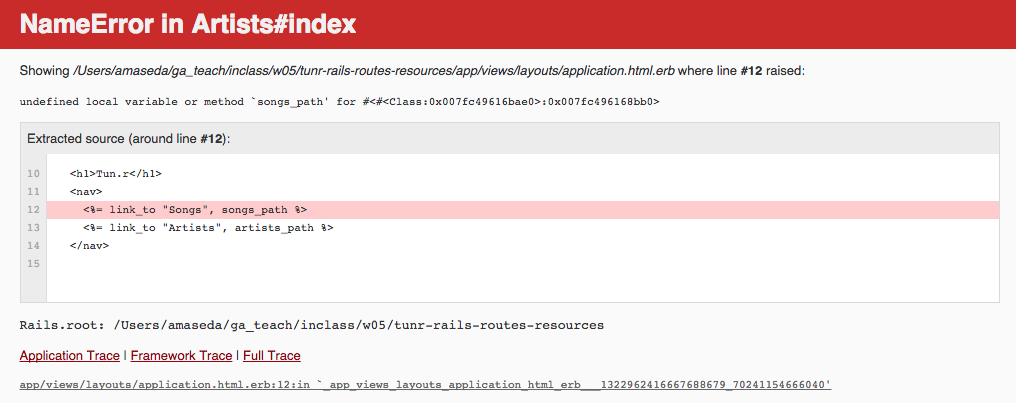 NameError in Artists#index
Showing /Users/amaseda/ga_teach/inclass/w05/tunr-rails-routes-resources/app/views/layouts/application.html.erb where line #12 raised:
undefined local variable or method `songs_path' for #<#<Class:0x007fc49616bae0>:0x007fc496168bb0>
Extracted source (around line #12):
10 <h1>Tun.r</h1>
11 <nav>
12 <%= link_to "Songs", songs_path %>
13 <%= link_to "Artists", artists_path %>
14 </nav>
15
Rails.root: /Users/amaseda/ga_teach/inclass/w05/tunr-rails-routes-resources
Application Trace | Framework Trace | Full Trace
app/views/layouts/application.html.erb:12:in `_app_views_layouts_application_html_erb___1322962416667688679_70241154666040'